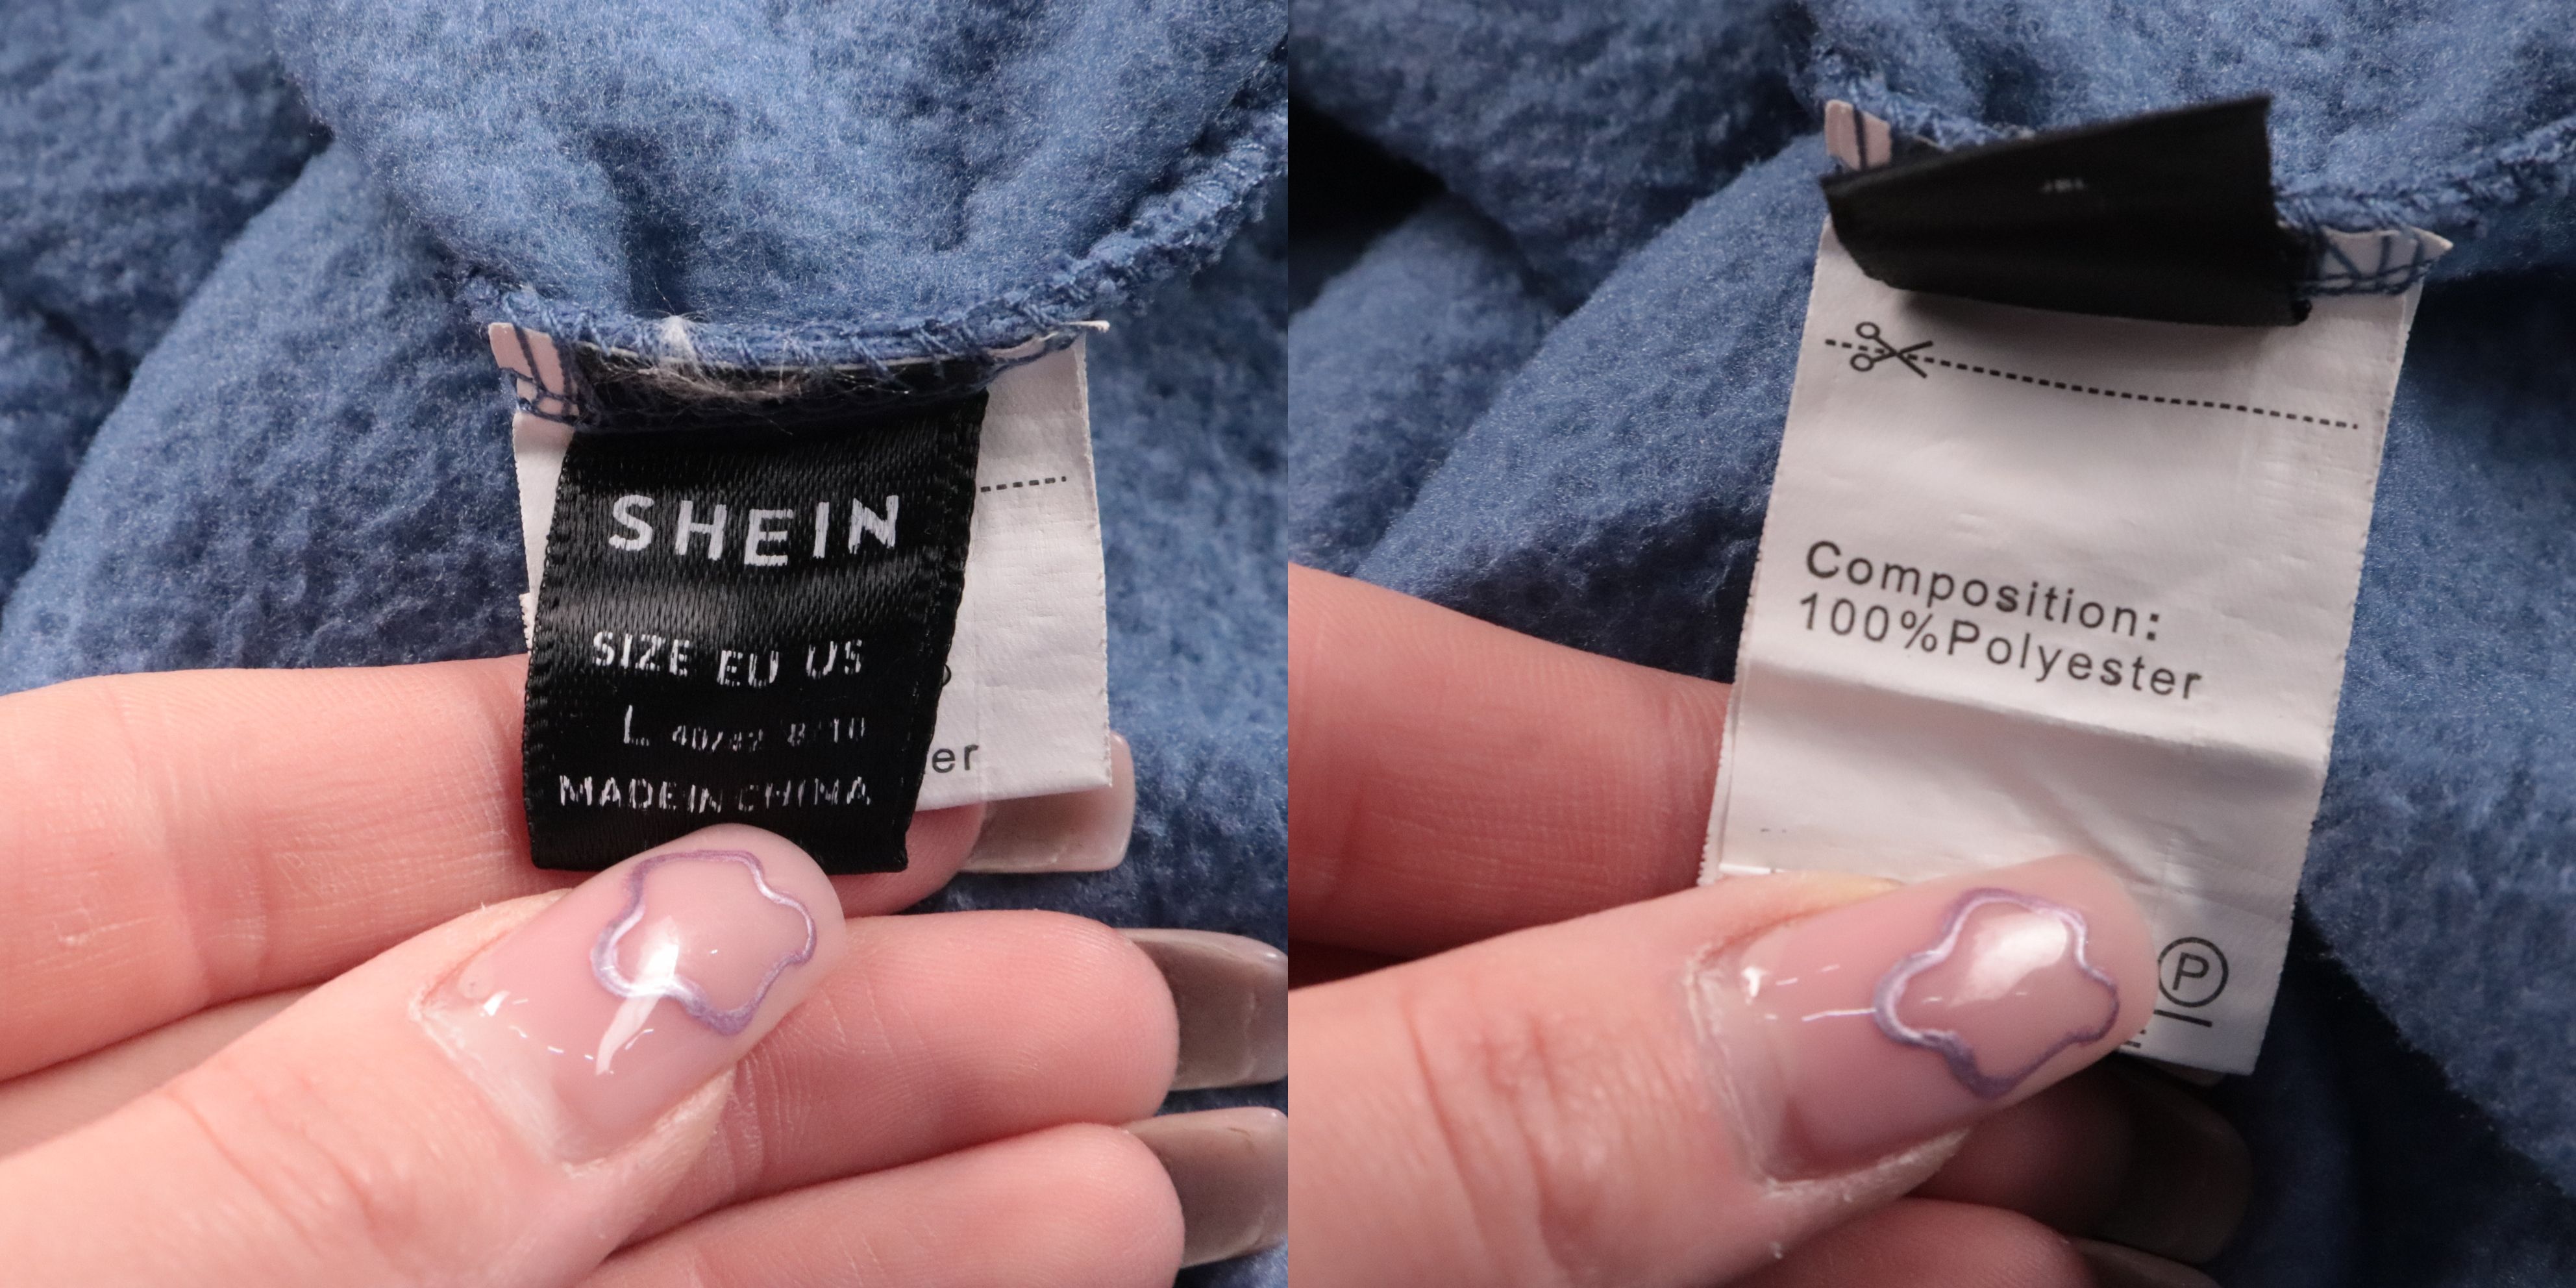 SHEIN
SIZE EU US
L 40/42 8/10
MADE IN CHINA
er
Composition:
100%Polyester
P